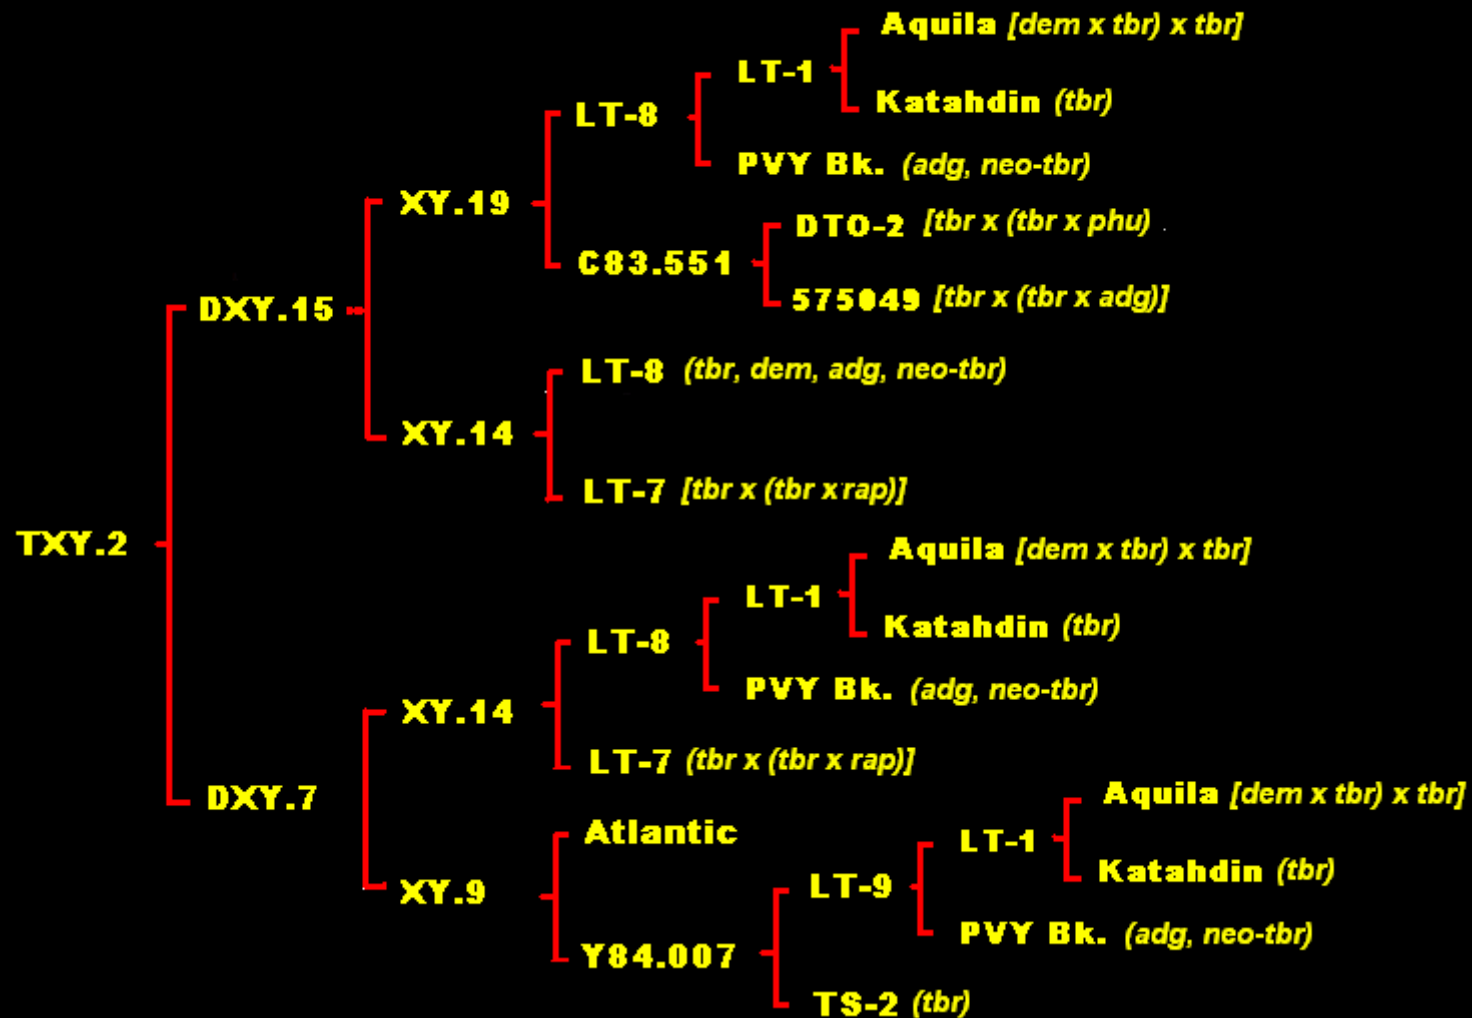 Aquila [dem x tbr) x tbr]
LT-1
Katahdin (tbr)
LT-8
PVY Bk. (adg, neo-tbr)
XY.19
DTO-2 [tbr x (tbr x phu)
C83.551
575049 [tbr x (tbr x adg)]
DXY.15
LT-8 (tbr, dem, adg, neo-tbr)
XY.14
LT-7 [tbr x (tbr x rap)]
TXY.2
Aquila [dem x tbr) x tbr]
LT-1
Katahdin (tbr)
LT-8
PVY Bk. (adg, neo-tbr)
XY.14
LT-7 (tbr x (tbr x rap)]
DXY.7
Aquila [dem x tbr) x tbr]
Atlantic
LT-1
Katahdin (tbr)
XY.9
LT-9
PVY Bk. (adg, neo-tbr)
Y84.007
TS-2 (tbr)